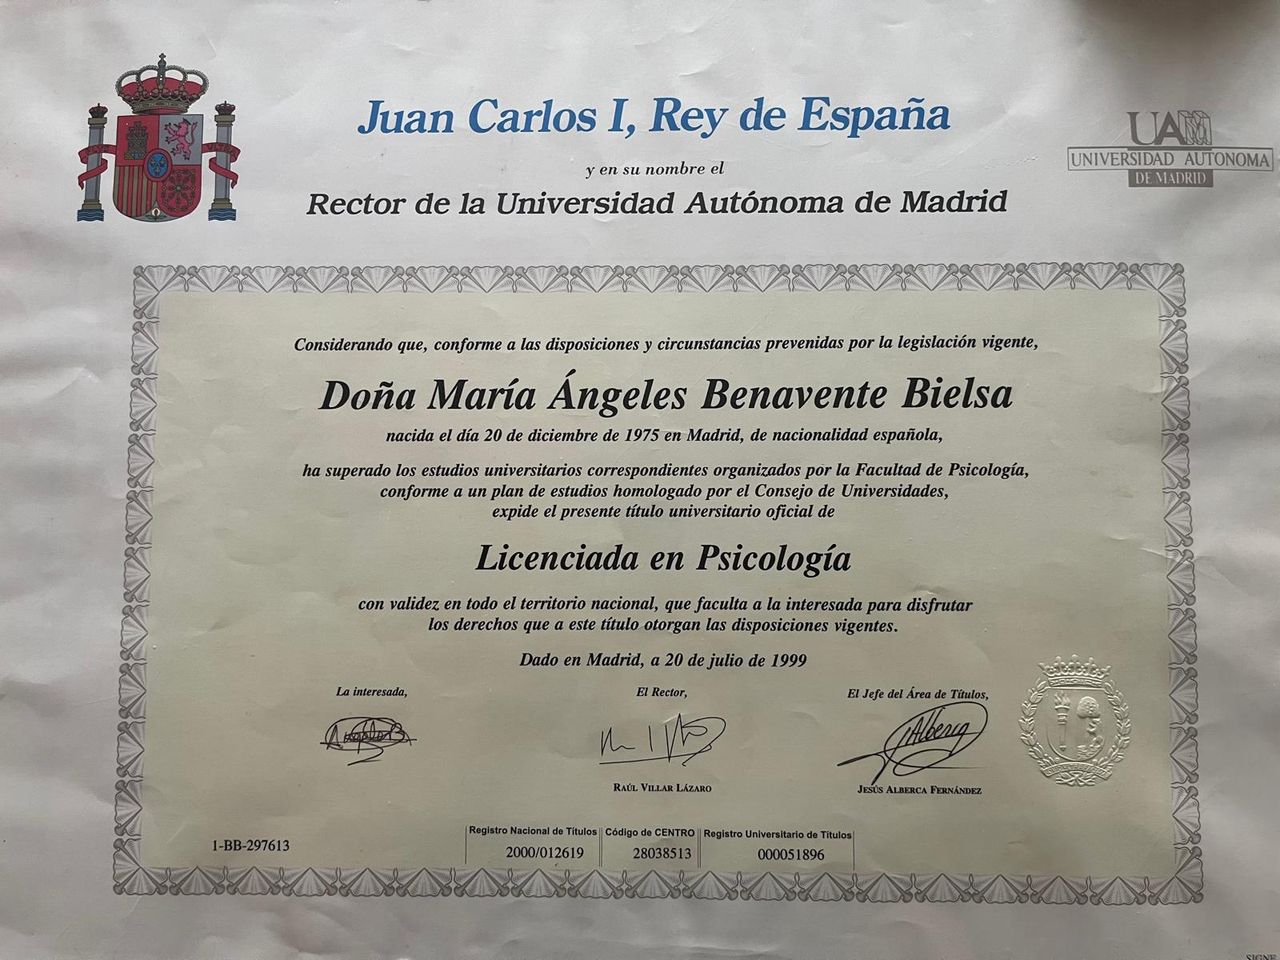 Juan Carlos I, Rey de España
UAM
UNIVERSIDAD AUTONOMA
DE MADRID
y en su nombre el
Rector de la Universidad Autónoma de Madrid
Considerando que, conforme a las disposiciones y circunstancias prevenidas por la legislación vigente,
Doña María Ángeles Benavente Bielsa
nacida el día 20 de diciembre de 1975 en Madrid, de nacionalidad española,
ha superado los estudios universitarios correspondientes organizados por la Facultad de Psicología,
conforme a un plan de estudios homologado por el Consejo de Universidades,
expide el presente título universitario oficial de
Licenciada en Psicología
con validez en todo el territorio nacional, que faculta a la interesada para disfrutar
los derechos que a este título otorgan las disposiciones vigentes.
Dado en Madrid, a 20 de julio de 1999
La interesada,
El Rector,
El Jefe del Área de Títulos,
Alberca
RAÚL VILLAR LÁZARO
JESÚS ALBERCA FERNÁNDEZ
1-BB-297613
Registro Nacional de Títulos
2000/012619
Código de CENTRO
28038513
Registro Universitario de Títulos
000051896